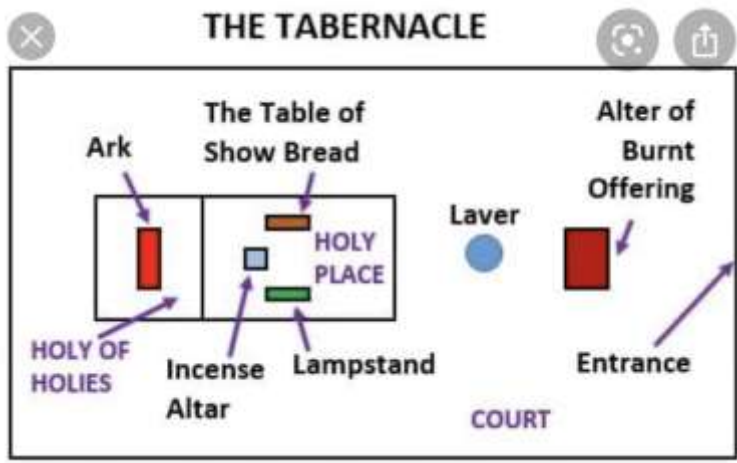 THE TABERNACLE
The Table of
Show Bread
Ark
Alter of
Burnt
Offering
Laver
HOLY
PLACE
HOLY OF
HOLIES
Incense
Altar
Lampstand
Entrance
COURT